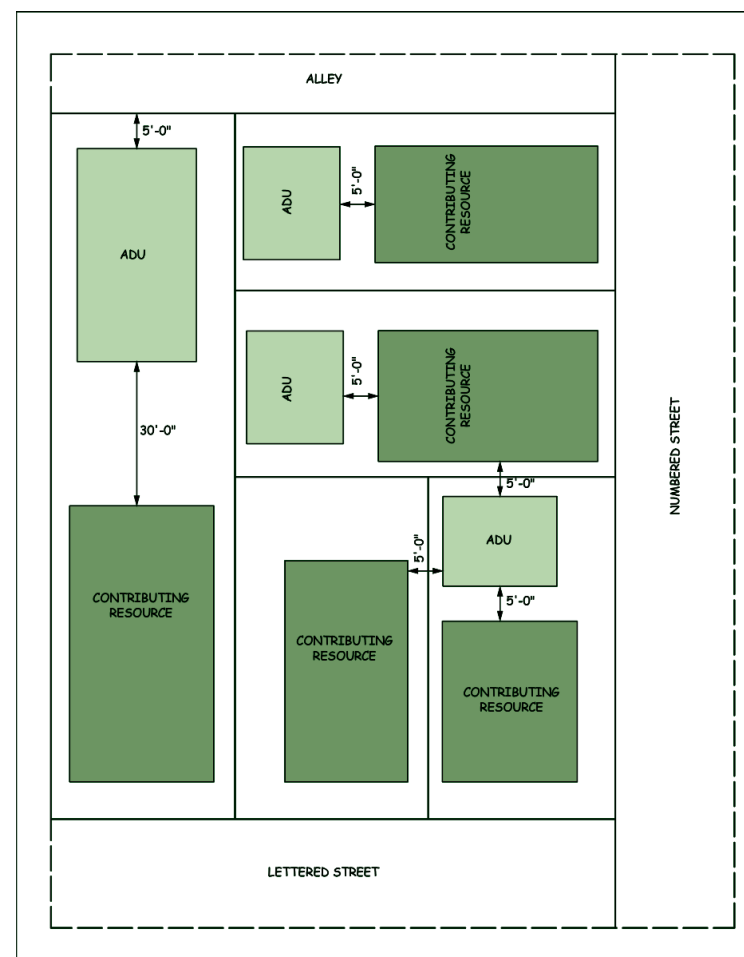 ALLEY
5'-0"
ADU
5'-0"
CONTRIBUTING
RESOURCE
ADU
30'-0"
ADU
5'-0"
CONTRIBUTING
RESOURCE
NUMBERED STREET
5'-0"
ADU
5'-0"
5'-0"
CONTRIBUTING
RESOURCE
CONTRIBUTING
RESOURCE
CONTRIBUTING
RESOURCE
LETTERED STREET